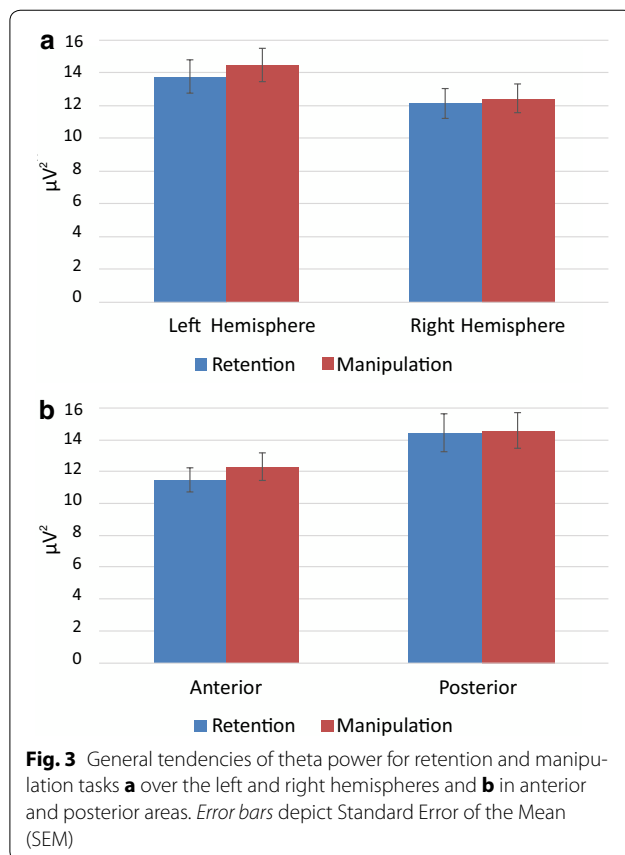 a
16
14
12
10
8
6
4
2
0
µV²
Left Hemisphere Right Hemisphere
Retention Manipulation
b
16
14
12
10
8
6
4
2
0
µV²
Anterior Posterior
Retention Manipulation
Fig. 3 General tendencies of theta power for retention and manipu-
lation tasks a over the left and right hemispheres and b in anterior
and posterior areas. Error bars depict Standard Error of the Mean
(SEM)